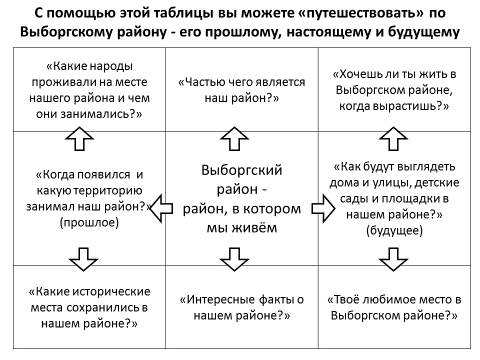 С помощью этой таблицы вы можете «путешествовать» по
Выборгскому району - его прошлому, настоящему и будущему
«Какие народы
проживали на месте
нашего района и чем
они занимались?»
«Частью чего является
наш район?»
«Хочешь ли ты жить в
Выборгском районе,
когда вырастишь?»
«Когда появился и
какую территорию
занимал наш район?»
(прошлое)
Выборгский
район -
район, в котором
мы живём
«Как будут выглядеть
дома и улицы, детские
сады и площадки в
нашем районе?»
(будущее)
«Какие исторические
места сохранились в
нашем районе?»
«Интересные факты о
нашем районе?»
«Твоё любимое место в
Выборгском районе?»